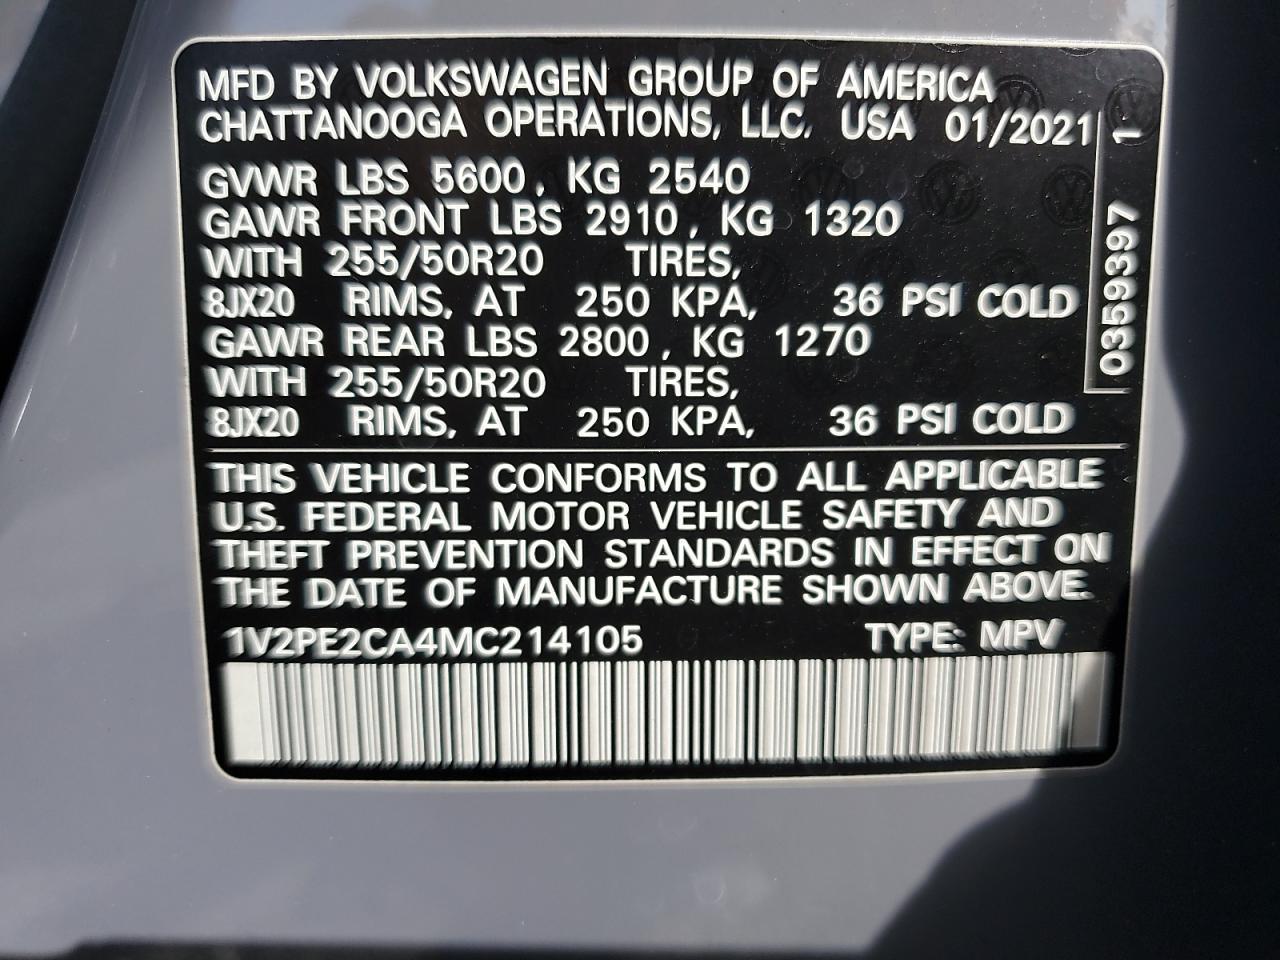 MFD BY VOLKSWAGEN GROUP OF AMERICA
CHATTANOOGA OPERATIONS, LLC. USA 01/2021
GVWR LBS 5600, KG 2540
GAWR FRONT LBS 2910, KG 1320
WITH 255/50R20 TIRES,
8JX20 RIMS, AT 250 KPA, 36 PSI COLD
GAWR REAR LBS 2800, KG 1270
WITH 255/50R20 TIRES,
8JX20 RIMS, AT 250 KPA, 36 PSI COLD
0359397 1
THIS VEHICLE CONFORMS TO ALL APPLICABLE
U.S. FEDERAL MOTOR VEHICLE SAFETY AND
THEFT PREVENTION STANDARDS IN EFFECT ON
THE DATE OF MANUFACTURE SHOWN ABOVE.
1V2PE2CA4MC214105 TYPE: MPV